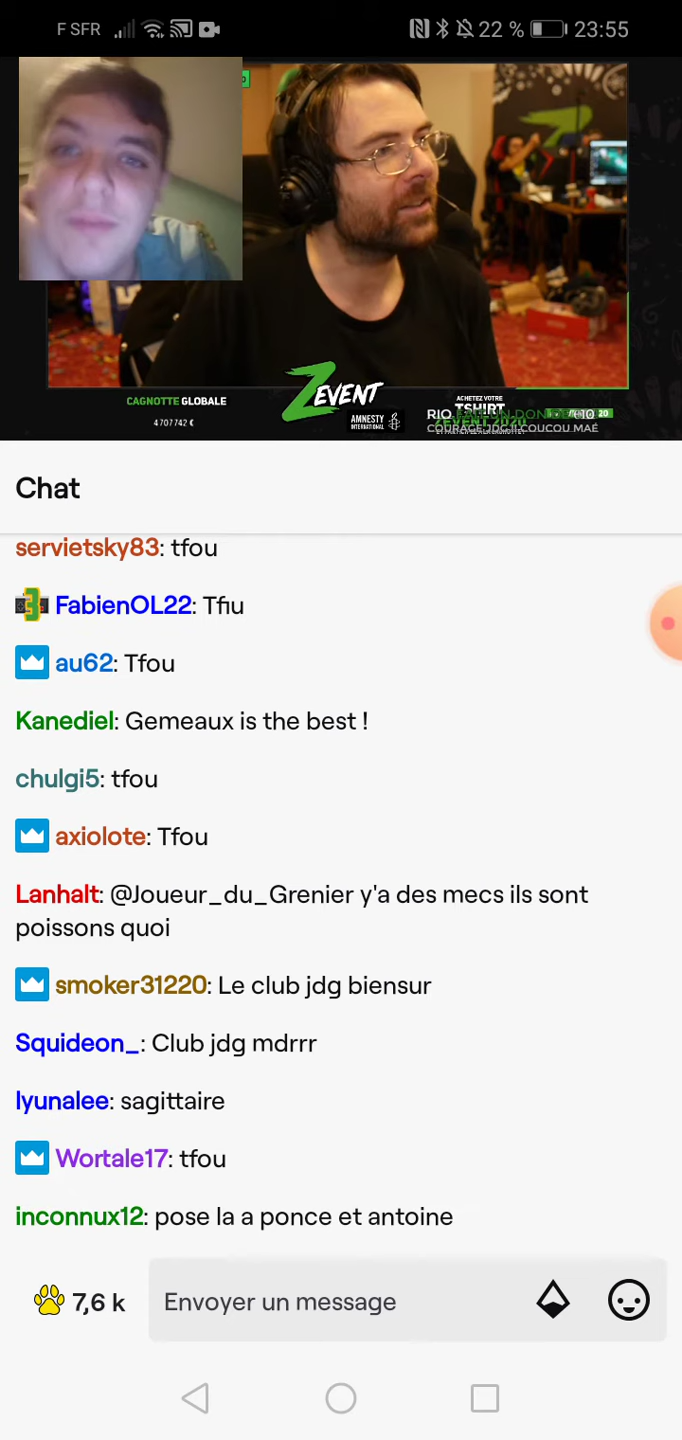 F SFR 22 % 23:55
CAGNOTTE GLOBALE
4 707 742 €
ZEVENT
AMNESTY
INTERNATIONAL
ACHETEZ VOTRE
TSHIRT
ZEVENT 2020
RIO
20
COURAGE JDG !! COUCOU MAÉ
Chat
servietsky83: tfou
FabienOL22: Tfiu
au62: Tfou
Kanediel: Gemeaux is the best !
chulgi5: tfou
axiolote: Tfou
Lanhalt: @Joueur_du_Grenier y'a des mecs ils sont
poissons quoi
smoker31220: Le club jdg biensur
Squideon_: Club jdg mdrrr
lyunalee: sagittaire
Wortale17: tfou
inconnux12: pose la a ponce et antoine
7,6 k Envoyer un message